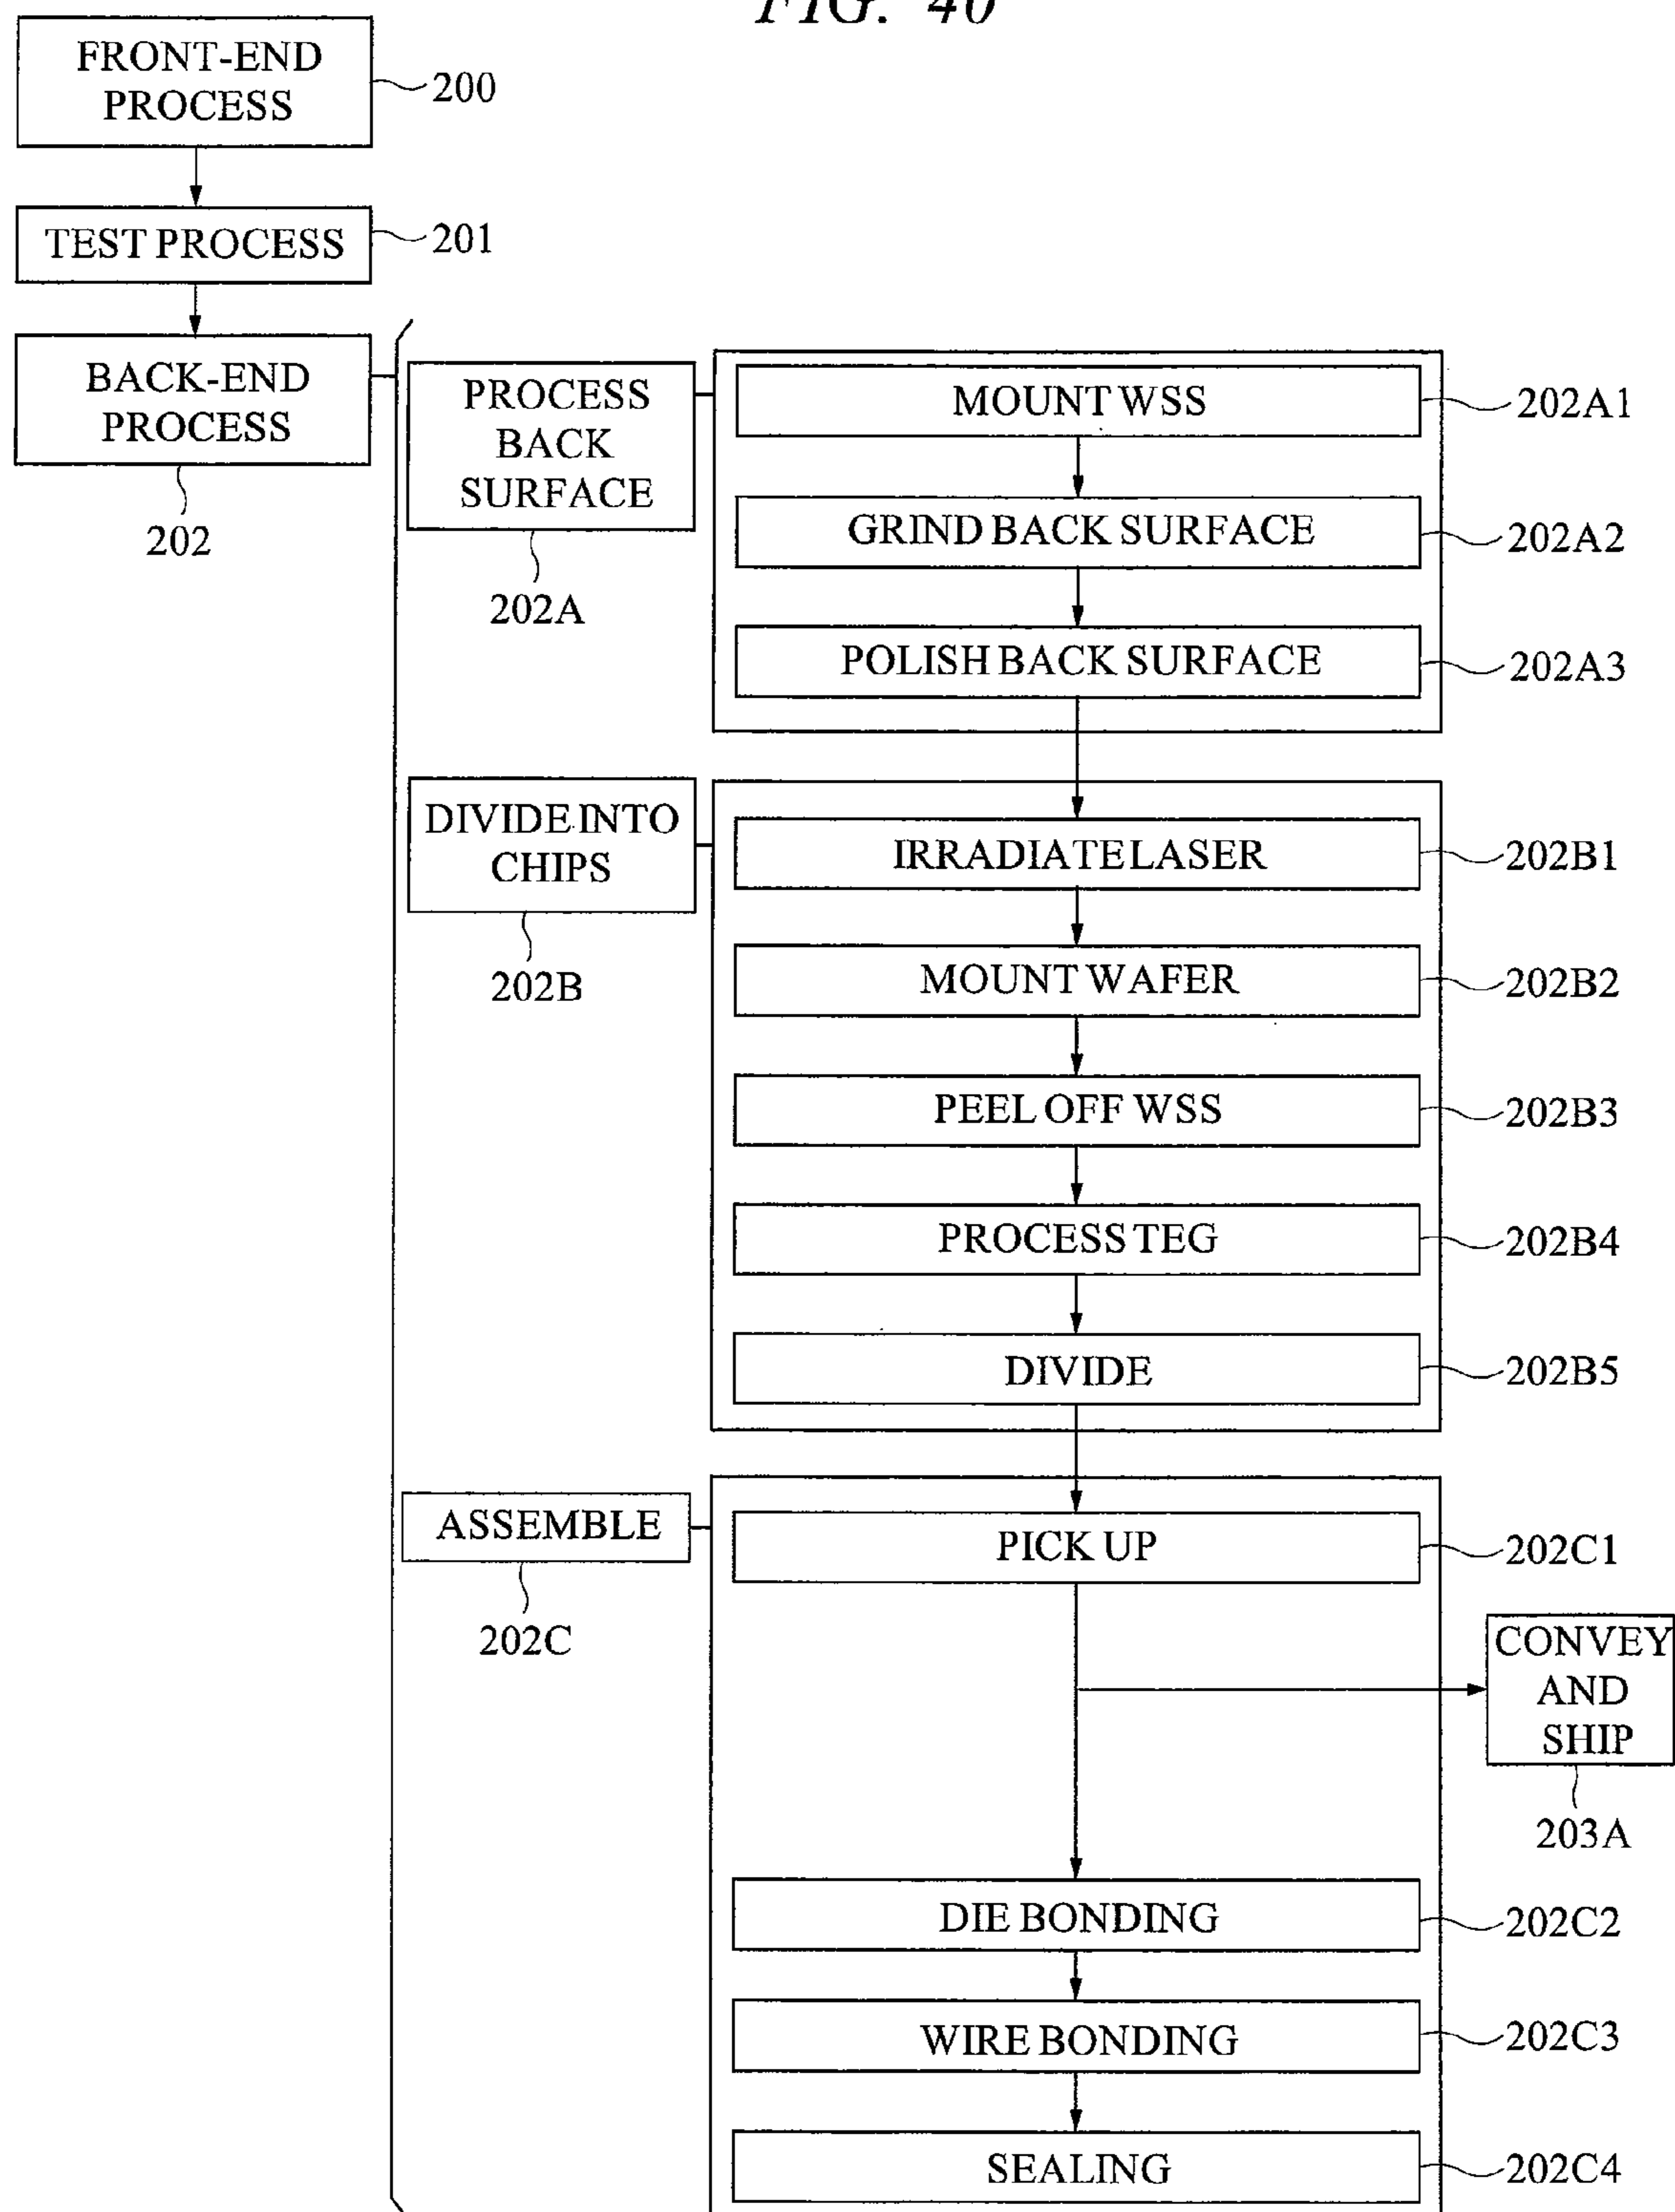 FIG. 40
FRONT-END
PROCESS
200
TEST PROCESS
201
BACK-END
PROCESS
202
PROCESS
BACK
SURFACE
202A
MOUNT WSS
202A1
GRIND BACK SURFACE
202A2
POLISH BACK SURFACE
202A3
DIVIDE INTO
CHIPS
202B
IRRADIATE LASER
202B1
MOUNT WAFER
202B2
PEEL OFF WSS
202B3
PROCESS TEG
202B4
DIVIDE
202B5
ASSEMBLE
202C
PICK UP
202C1
CONVEY
AND
SHIP
203A
DIE BONDING
202C2
WIRE BONDING
202C3
SEALING
202C4